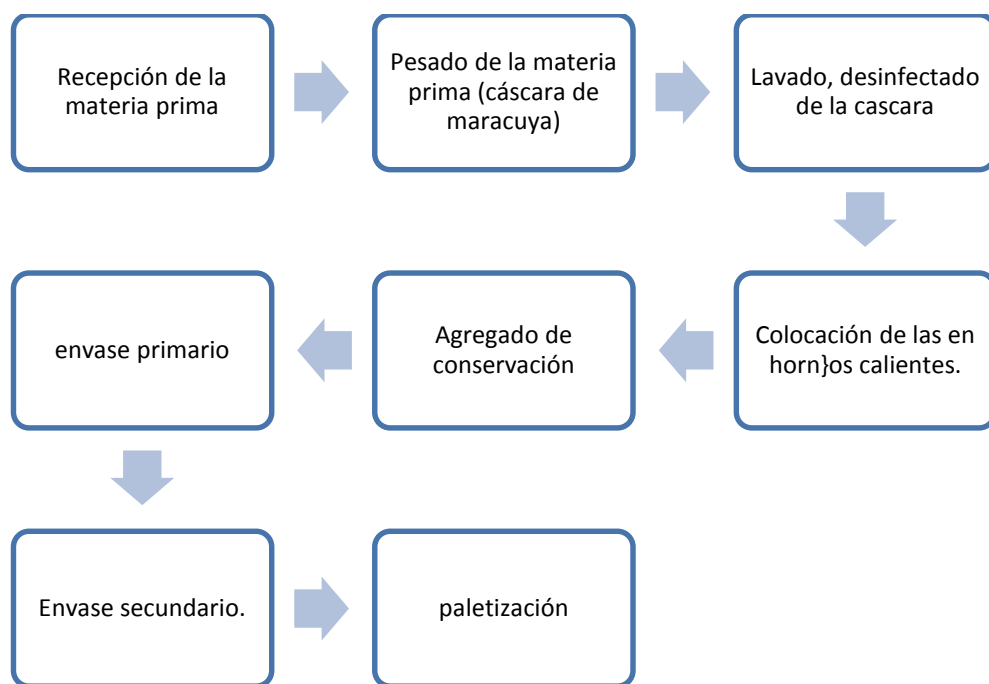 Recepción de la
materia prima
Pesado de la materia
prima (cáscara de
maracuya)
Lavado, desinfectado
de la cascara
Colocación de las en
horn}os calientes.
Agregado de
conservación
envase primario
Envase secundario.
paletización